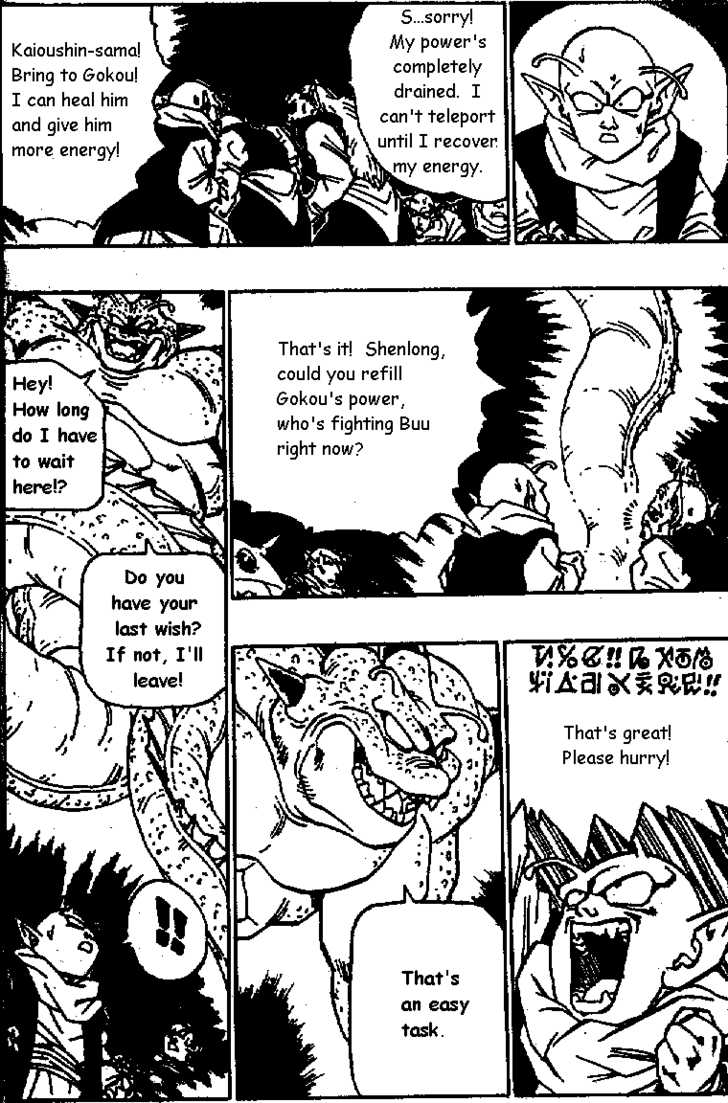 Kaioushin-sama!
Bring to Gokou!
I can heal him
and give him
more energy!
S...sorry!
My power's
completely
drained. I
can't teleport
until I recover
my energy.
Hey!
How long
do I have
to wait
here!?
Do you
have your
last wish?
If not, I'll
leave!
!!
That's it! Shenlong,
could you refill
Gokou's power,
who's fighting Buu
right now?
That's
an easy
task.
That's great!
Please hurry!